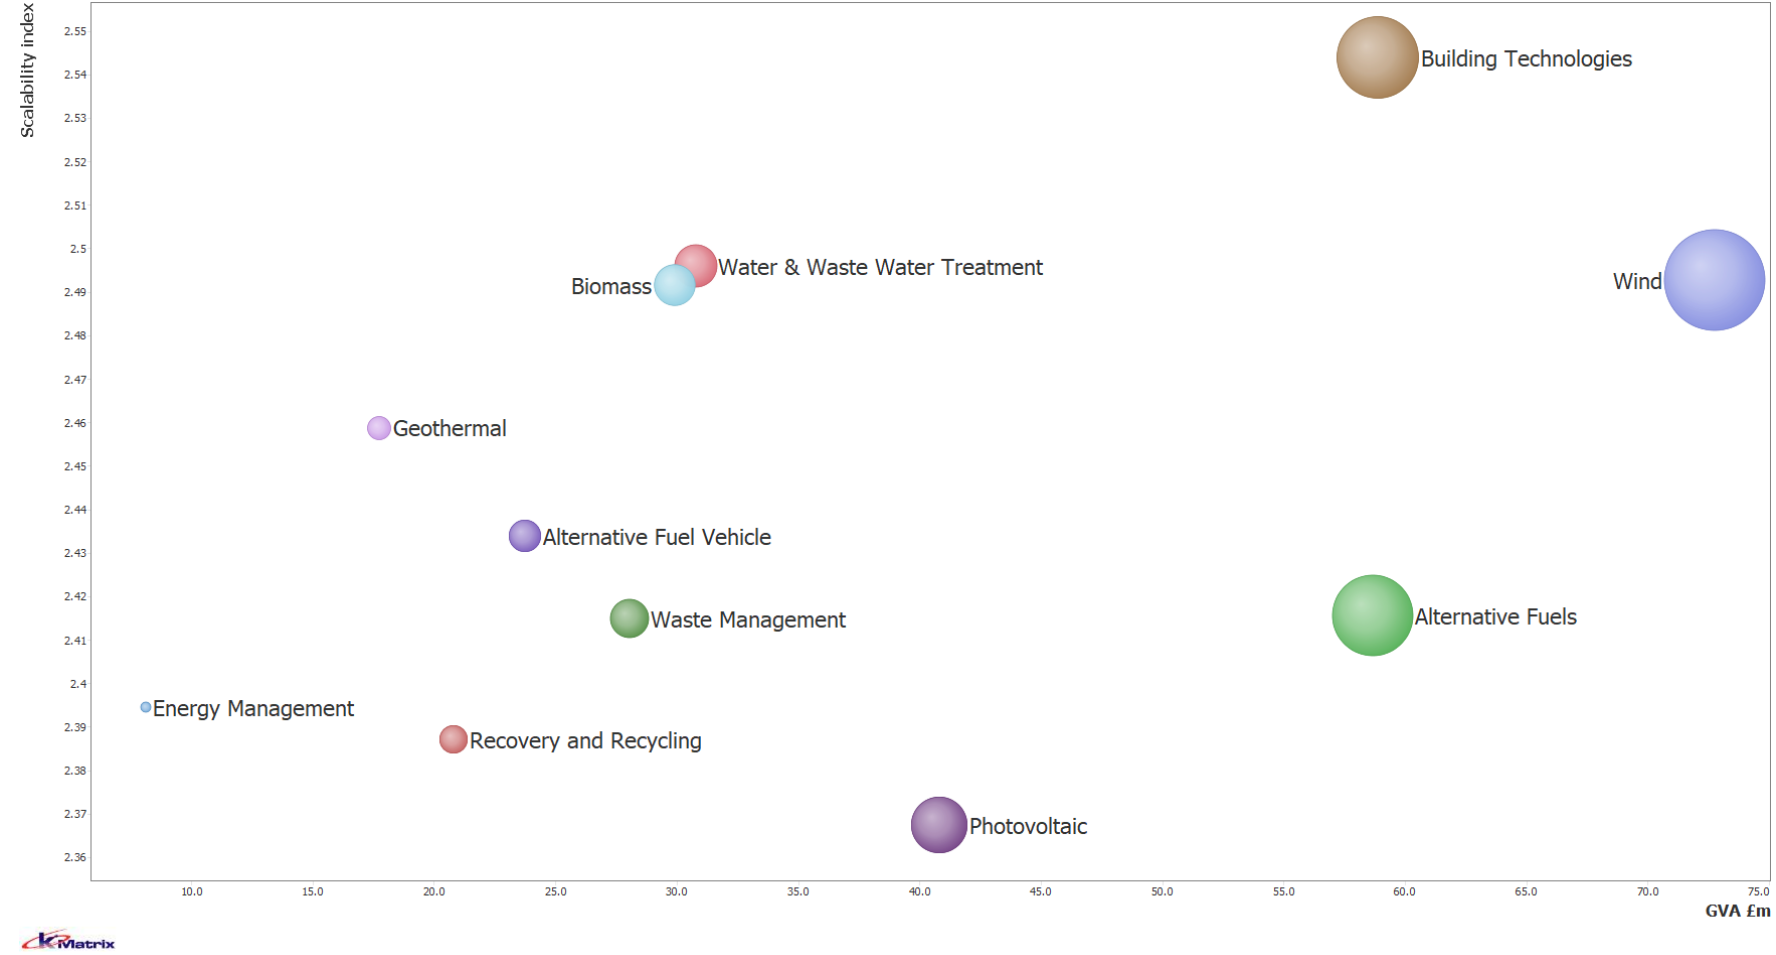 Scalability index
2.55
2.54
2.53
2.52
2.51
2.5
2.49
2.48
2.47
2.46
2.45
2.44
2.43
2.42
2.41
2.4
2.39
2.38
2.37
2.36
Building Technologies
Water & Waste Water Treatment
Biomass
Wind
Geothermal
Alternative Fuel Vehicle
Waste Management
Alternative Fuels
Energy Management
Recovery and Recycling
Photovoltaic
10.0 15.0 20.0 25.0 30.0 35.0 40.0 45.0 50.0 55.0 60.0 65.0 70.0 75.0
GVA £m
kMatrix